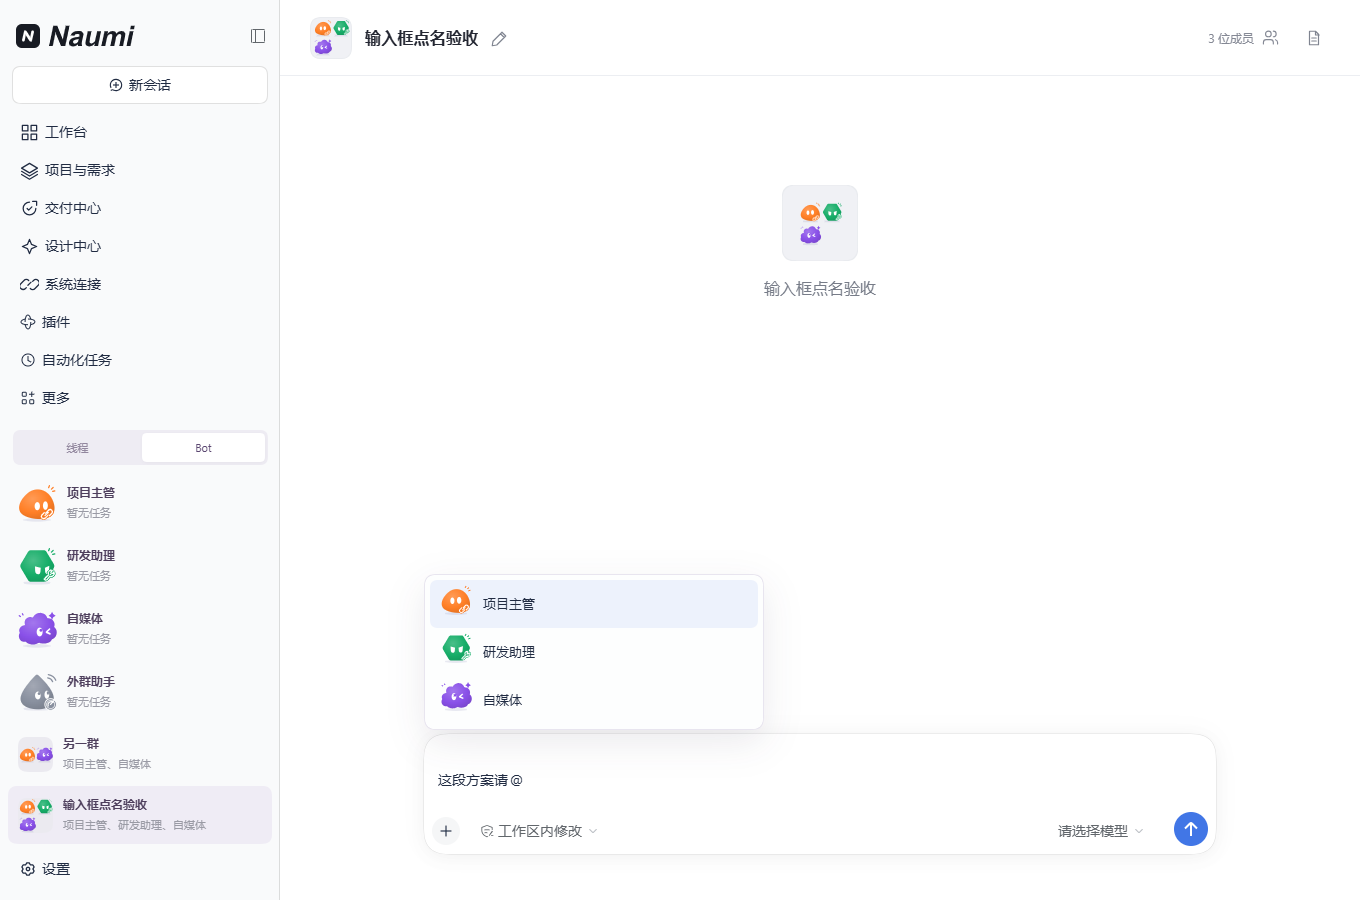 Naumi
新会话
工作台
项目与需求
交付中心
设计中心
系统连接
插件
自动化任务
更多
线程
Bot
项目主管
暂无任务
研发助理
暂无任务
自媒体
暂无任务
外群助手
暂无任务
另一群
项目主管、自媒体
输入框点名验收
项目主管、研发助理、自媒体
设置
输入框点名验收
3 位成员
输入框点名验收
项目主管
研发助理
自媒体
这段方案请 @
工作区内修改
请选择模型